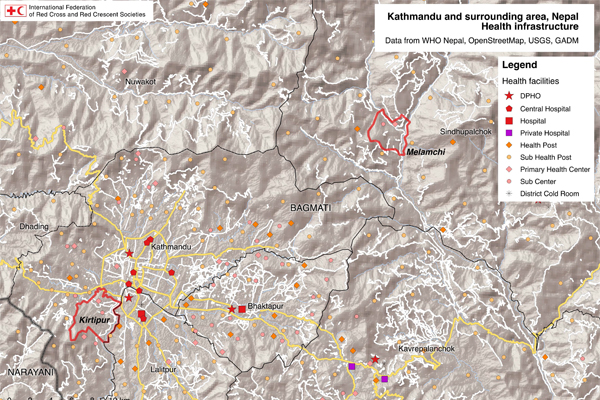 International Federation
of Red Cross and Red Crescent Societies
Kathmandu and surrounding area, Nepal
Health infrastructure
Data from WHO Nepal, OpenStreetMap, USGS, GADM
Legend
Health facilities
DPHO
Central Hospital
Hospital
Private Hospital
Health Post
Sub Health Post
Primary Health Center
Sub Center
District Cold Room
Nuwakot
Sindhupalchok
Melamchi
BAGMATI
Dhading
Kathmandu
Bhaktapur
Kirtipur
Kavrepalanchok
Lalitpur
NARAYANI